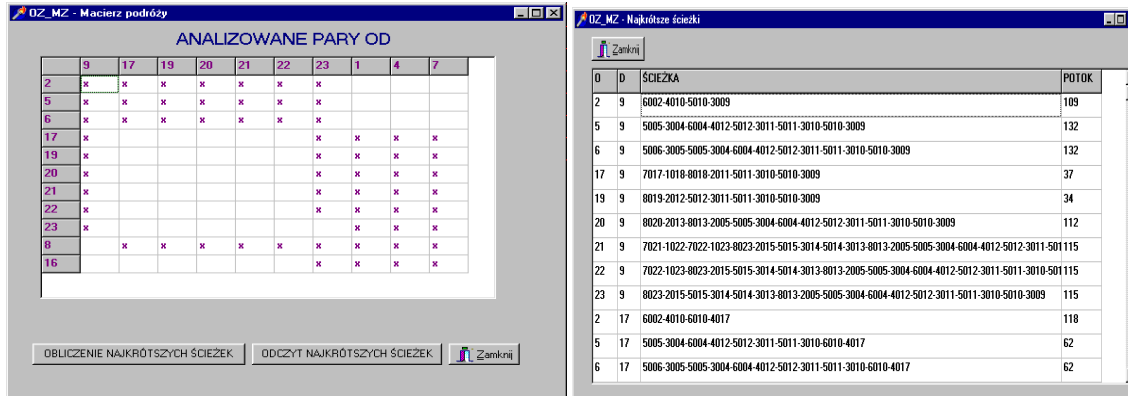 OZ_MZ - Macierz podróży
ANALIZOWANE PARY OD
9 17 19 20 21 22 23 1 4 7
2 x x x x x x x
5 x x x x x x x
6 x x x x x x x
17 x x x x x
19 x x x x x
20 x x x x x
21 x x x x x
22 x x x x x
23 x x x x
8 x x x x x x x x x
16 x x x x
OBLICZENIE NAJKRÓTSZYCH ŚCIEŻEK ODCZYT NAJKRÓTSZYCH ŚCIEŻEK Zamknij
OZ_MZ - Najkrótsze ścieżki
Zamknij
O D ŚCIEŻKA POTOK
2 9 6002-4010-5010-3009 109
5 9 5005-3004-6004-4012-5012-3011-5011-3010-5010-3009 132
6 9 5006-3005-5005-3004-6004-4012-5012-3011-5011-3010-5010-3009 132
17 9 7017-1018-8018-2011-5011-3010-5010-3009 37
19 9 8019-2012-5012-3011-5011-3010-5010-3009 34
20 9 8020-2013-8013-2005-5005-3004-6004-4012-5012-3011-5011-3010-5010-3009 112
21 9 7021-1022-7022-1023-8023-2015-5015-3014-5014-3013-8013-2005-5005-3004-6004-4012-5012-3011-501 115
22 9 7022-1023-8023-2015-5015-3014-5014-3013-8013-2005-5005-3004-6004-4012-5012-3011-5011-3010-501 115
23 9 8023-2015-5015-3014-5014-3013-8013-2005-5005-3004-6004-4012-5012-3011-5011-3010-5010-3009 115
2 17 6002-4010-6010-4017 118
5 17 5005-3004-6004-4012-5012-3011-5011-3010-6010-4017 62
6 17 5006-3005-5005-3004-6004-4012-5012-3011-5011-3010-6010-4017 62